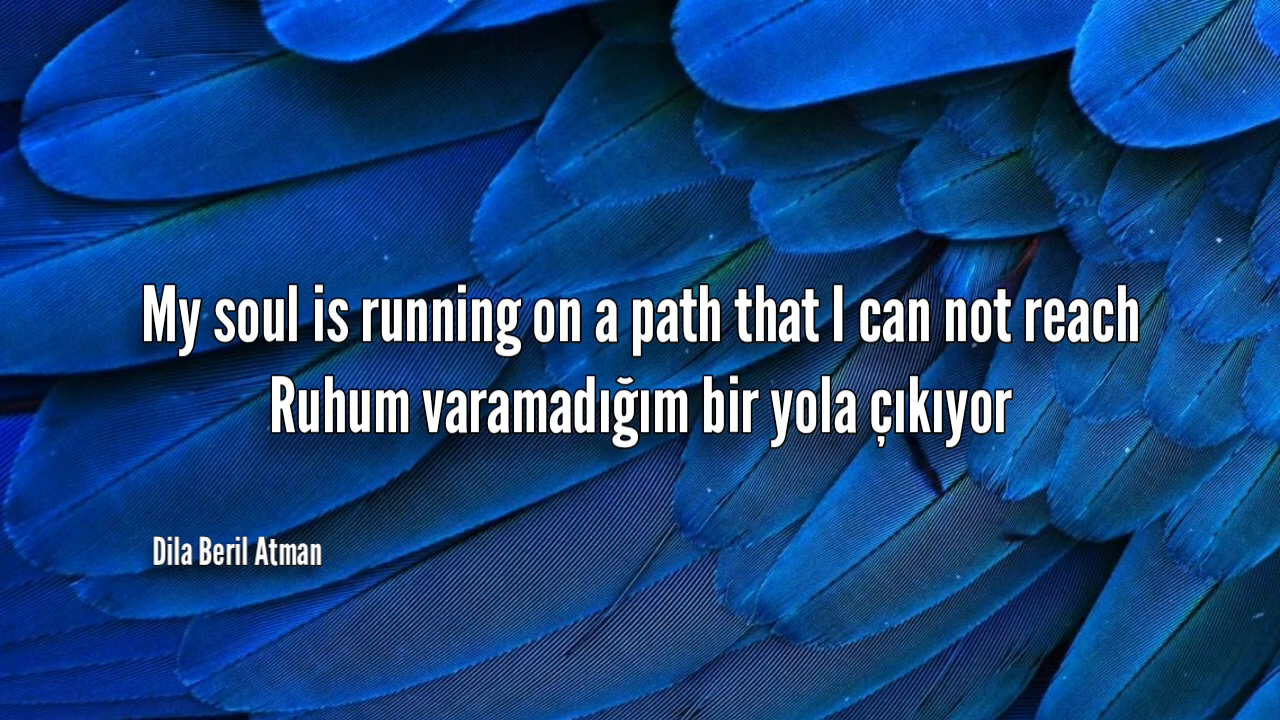 My soul is running on a path that I can not reach
Ruhum varamadığım bir yola çıkıyor
Dila Beril Atman